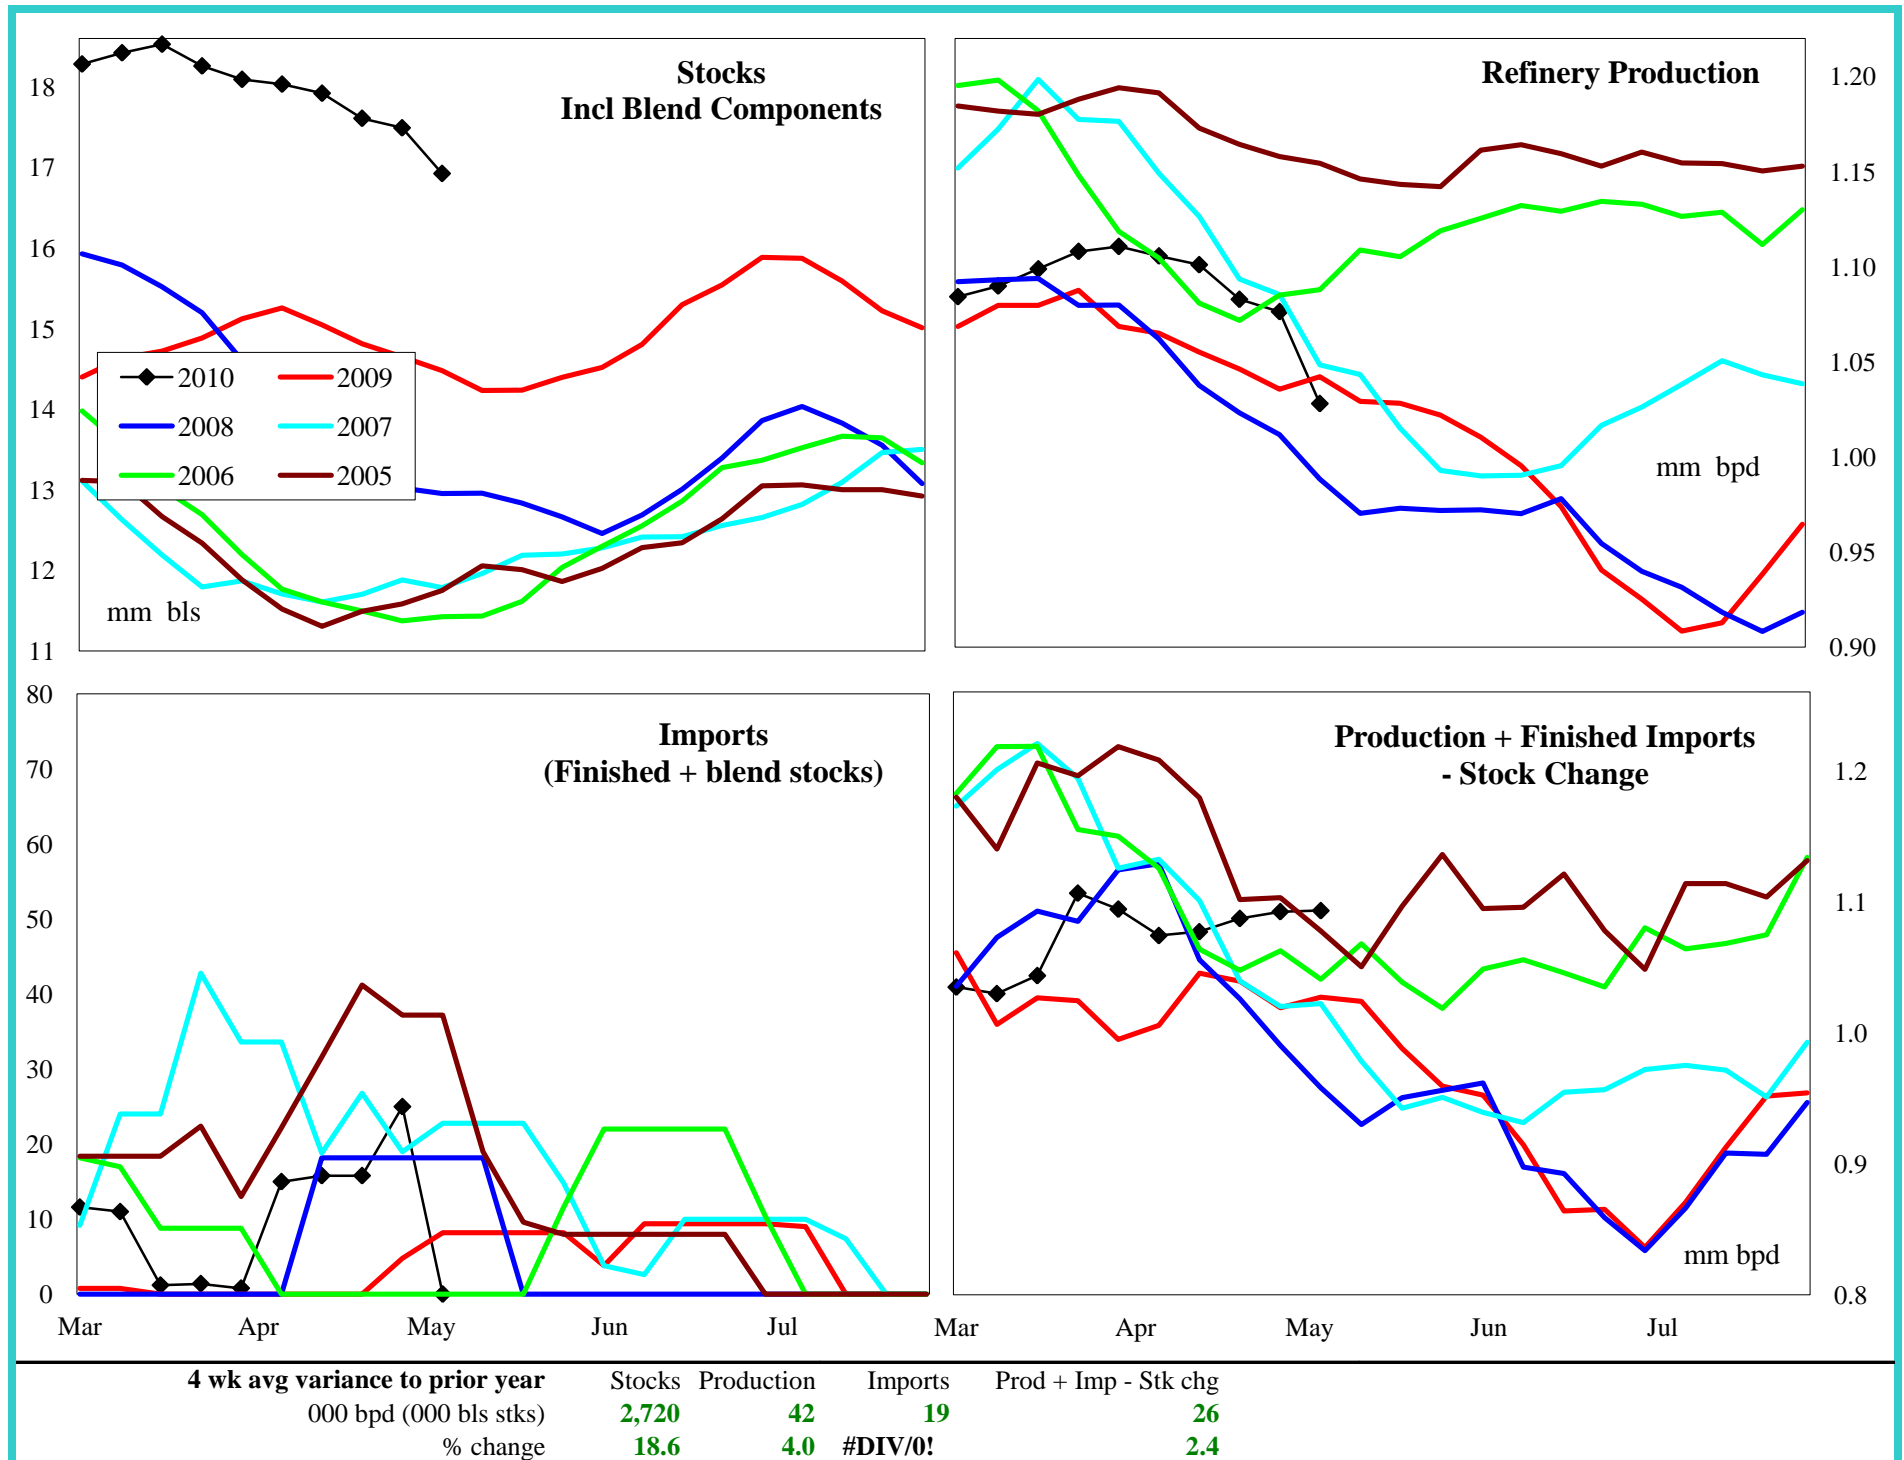 Stocks
Incl Blend Components
18
17
16
15
14
13
12
11
2010 2009
2008 2007
2006 2005
mm bls
Refinery Production
1.20
1.15
1.10
1.05
1.00
0.95
0.90
mm bpd
Imports
(Finished + blend stocks)
80
70
60
50
40
30
20
10
0
Mar Apr May Jun Jul
Production + Finished Imports
- Stock Change
1.2
1.1
1.0
0.9
0.8
mm bpd
Mar Apr May Jun Jul
4 wk avg variance to prior year Stocks Production Imports Prod + Imp - Stk chg
000 bpd (000 bls stks) 2,720 42 19 26
% change 18.6 4.0 #DIV/0! 2.4